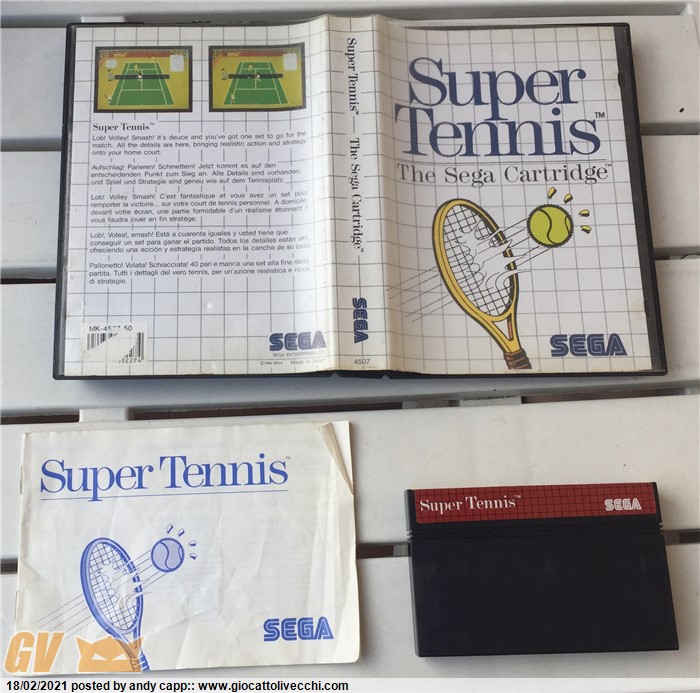 Super Tennis™
Lob! Volley! Smash! It's deuce and you've got one set to go for the
match. All the details are here, bringing realistic action and strategy
onto your home court.
Aufschlag! Parieren! Schmettern! Jetzt kommt es auf den
entscheidenden Punkt zum Sieg an. Alle Details sind vorhanden,
und Spiel und Strategie sind genau wie auf dem Tennisplatz.
Lob! Volley Smash! C'est fantastique et vous avez un set pour
remporter la victoire... sur votre court de tennis personnel. A domicile,
devant votre écran, une partie formidable d'un réalisme étonnant
vous faudra jouer en fin stratège.
Lob!, Volea!, smash! Está a cuarenta iguales y usted tiene que
conseguir un set para ganar el partido. Todos los detalles están
ofreciendo acción y estrategia realistas en la cancha de su
Pallonetto! Volata! Schiacciata! 40 pari e manca una set alla fine della
partita. Tutti i dettagli del vero tennis, per un'azione realistica e
di strategie.
SEGA
Super Tennis™ The Sega Cartridge™
SEGA
4507
Super
Tennis™
The Sega Cartridge™
SEGA
Super Tennis™
SEGA
Super Tennis™
SEGA
GV
18/02/2021 posted by andy capp:: www.giocattolivecchi.com